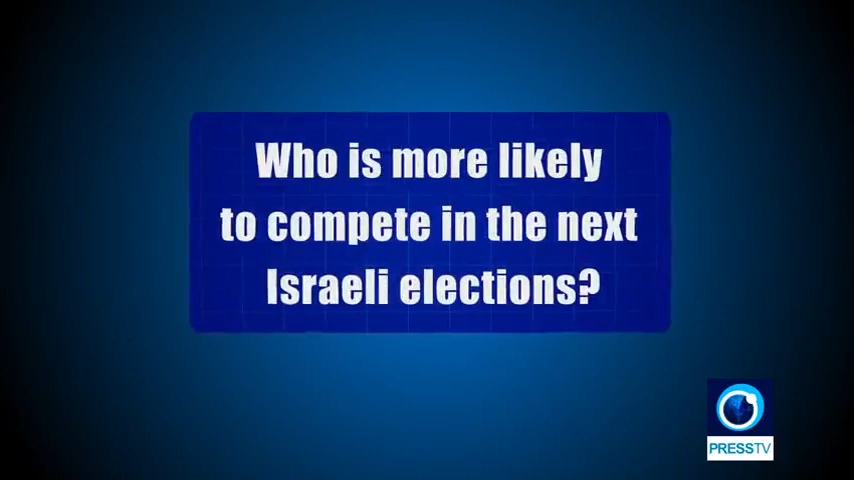 Who is more likely
to compete in the next
Israeli elections?
PRESSTV